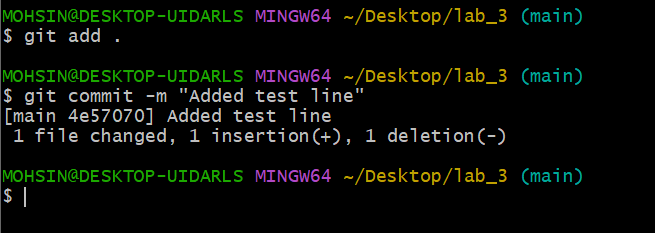 MOHSIN@DESKTOP-UIDARLS MINGW64 ~/Desktop/lab_3 (main)
$ git add .
MOHSIN@DESKTOP-UIDARLS MINGW64 ~/Desktop/lab_3 (main)
$ git commit -m "Added test line"
[main 4e57070] Added test line
 1 file changed, 1 insertion(+), 1 deletion(-)
MOHSIN@DESKTOP-UIDARLS MINGW64 ~/Desktop/lab_3 (main)
$